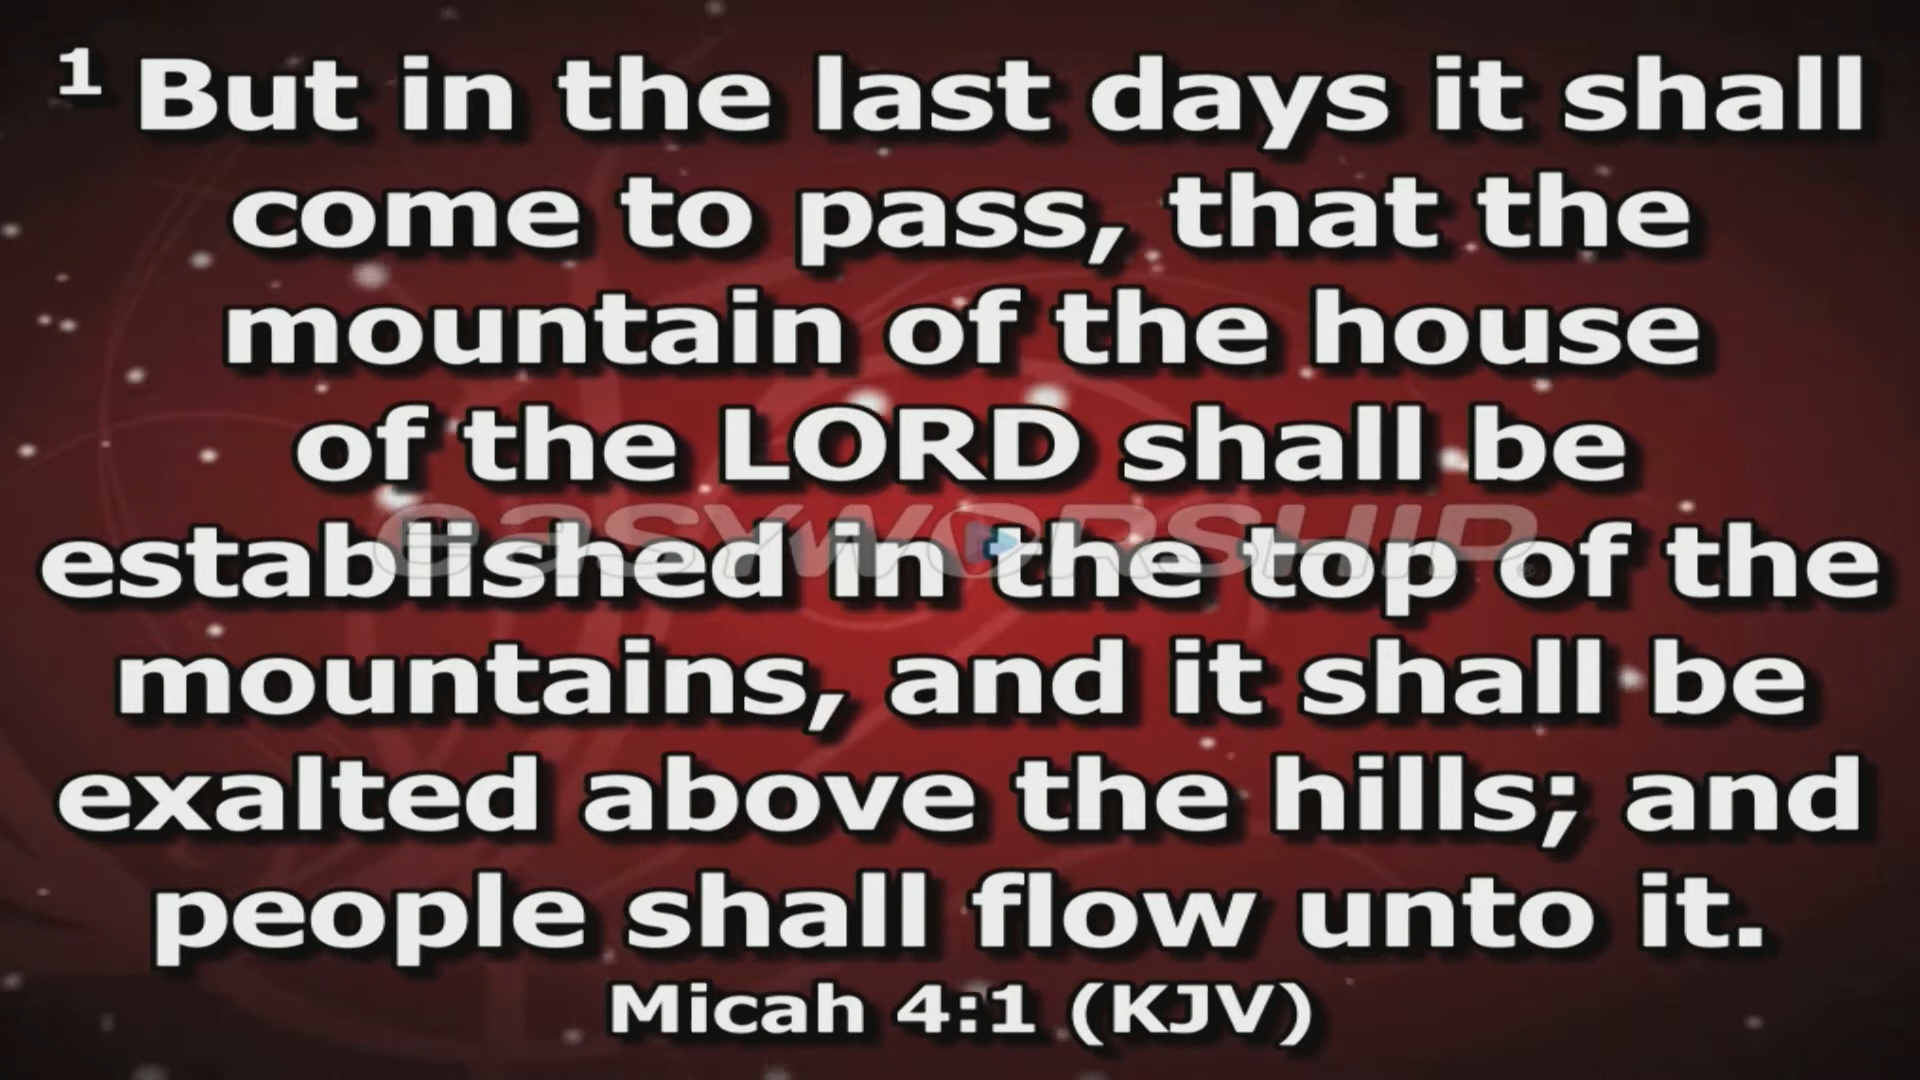 1 But in the last days it shall
come to pass, that the
mountain of the house
of the LORD shall be
established in the top of the
mountains, and it shall be
exalted above the hills; and
people shall flow unto it.
Micah 4:1 (KJV)
easyworship®